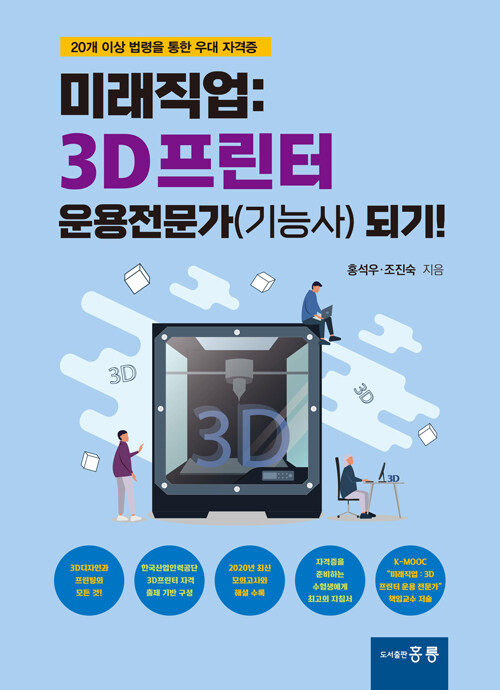 20개 이상 법령을 통한 우대 자격증
미래직업:
3D프린터
운용전문가(기능사) 되기!
홍석우·조진숙 지음
3D
3D
3D
3D
3D디자인과
프린팅의
모든 것!
한국산업인력공단
3D프린터 자격
출제 기반 구성
2020년 최신
모의고사와
해설 수록
자격증을
준비하는
수험생에게
최고의 지침서
K-MOOC
"미래직업 : 3D
프린터 운용 전문가"
책임교수 저술
도서출판 홍릉